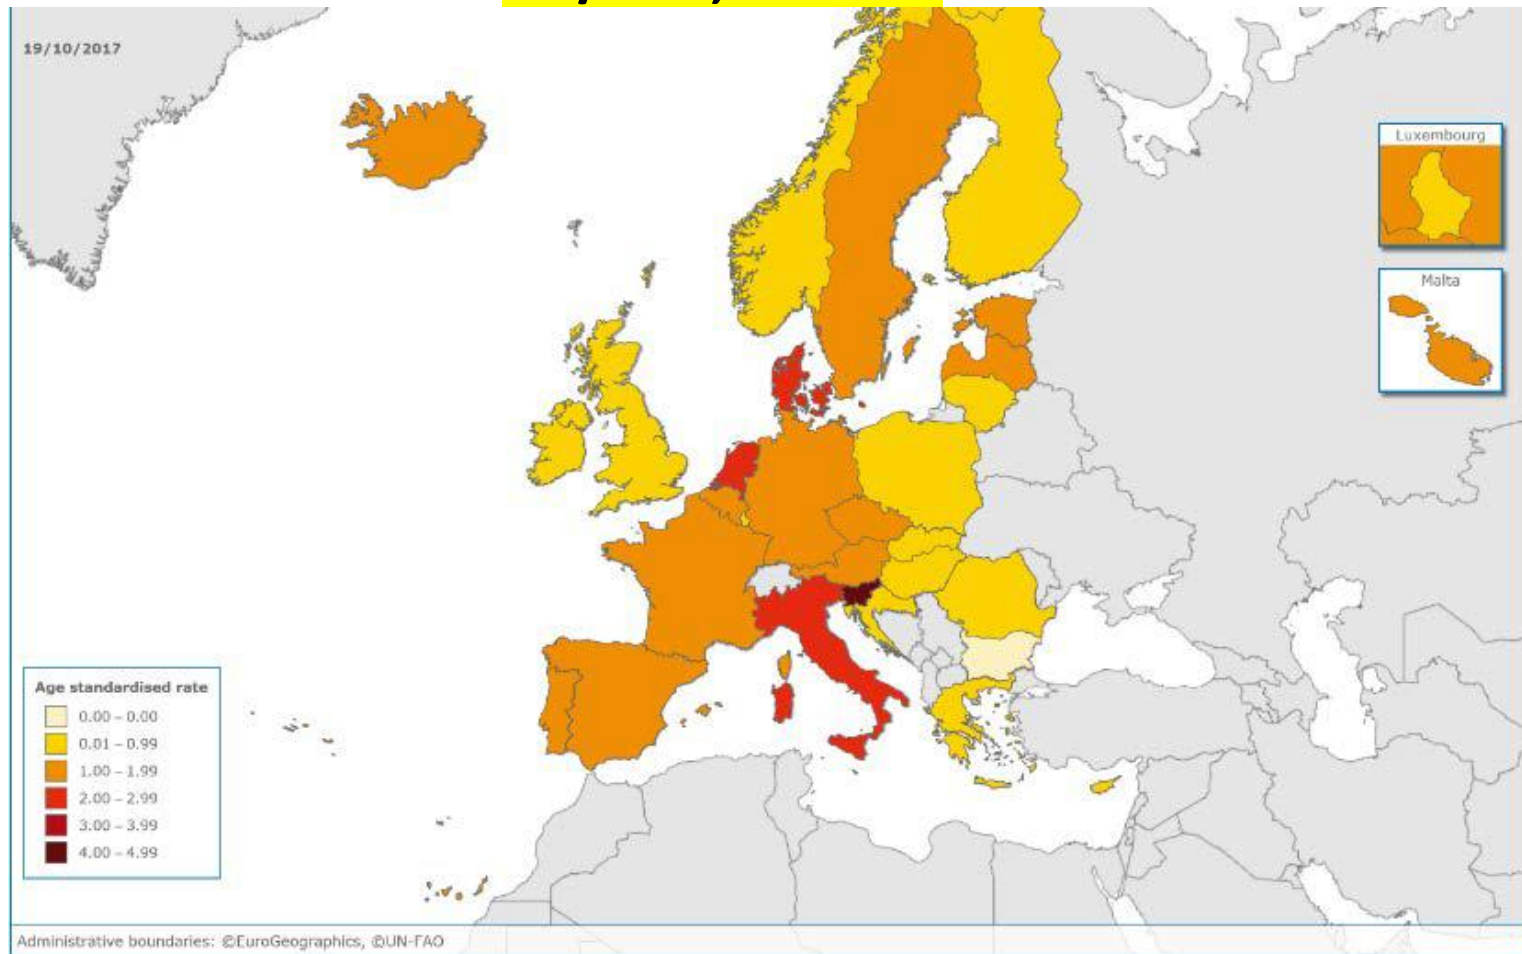 19/10/2017
Luxembourg
Malta
Age standardised rate
0.00 – 0.00
0.01 – 0.99
1.00 – 1.99
2.00 – 2.99
3.00 – 3.99
4.00 – 4.99
Administrative boundaries: ©EuroGeographics, ©UN-FAO